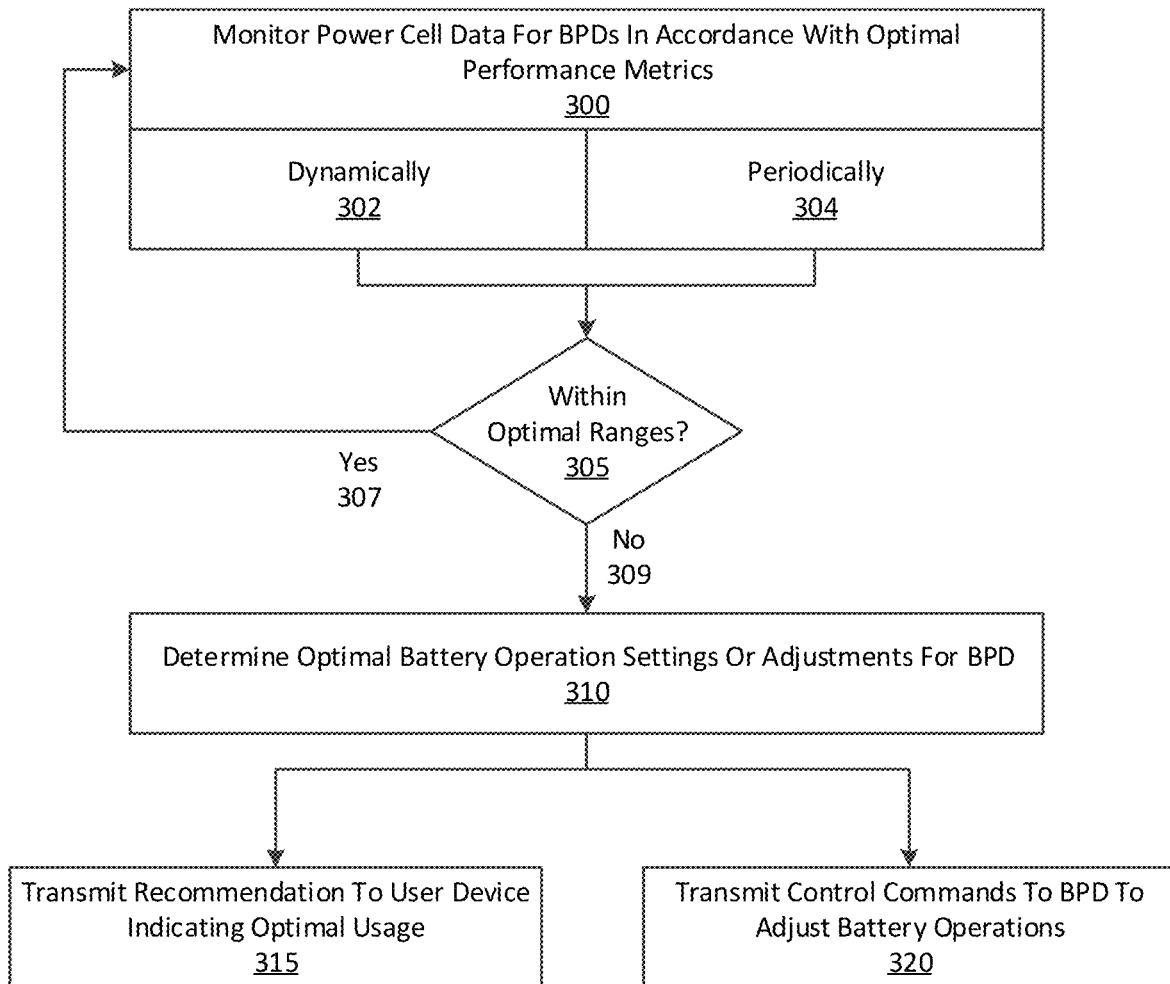 Monitor Power Cell Data For BPDs In Accordance With Optimal
Performance Metrics
300
Dynamically
302
Periodically
304
Within
Optimal Ranges?
305
Yes
307
No
309
Determine Optimal Battery Operation Settings Or Adjustments For BPD
310
Transmit Recommendation To User Device
Indicating Optimal Usage
315
Transmit Control Commands To BPD To
Adjust Battery Operations
320